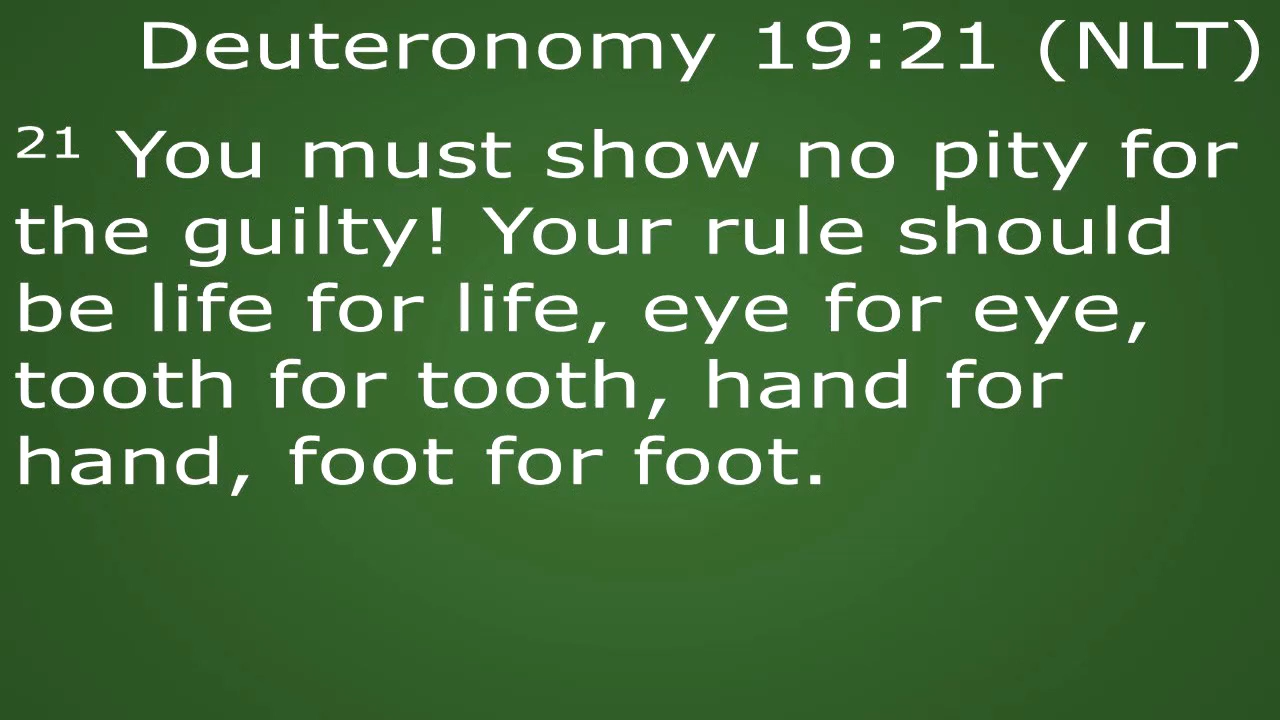 Deuteronomy 19:21 (NLT)
21 You must show no pity for
the guilty! Your rule should
be life for life, eye for eye,
tooth for tooth, hand for
hand, foot for foot.